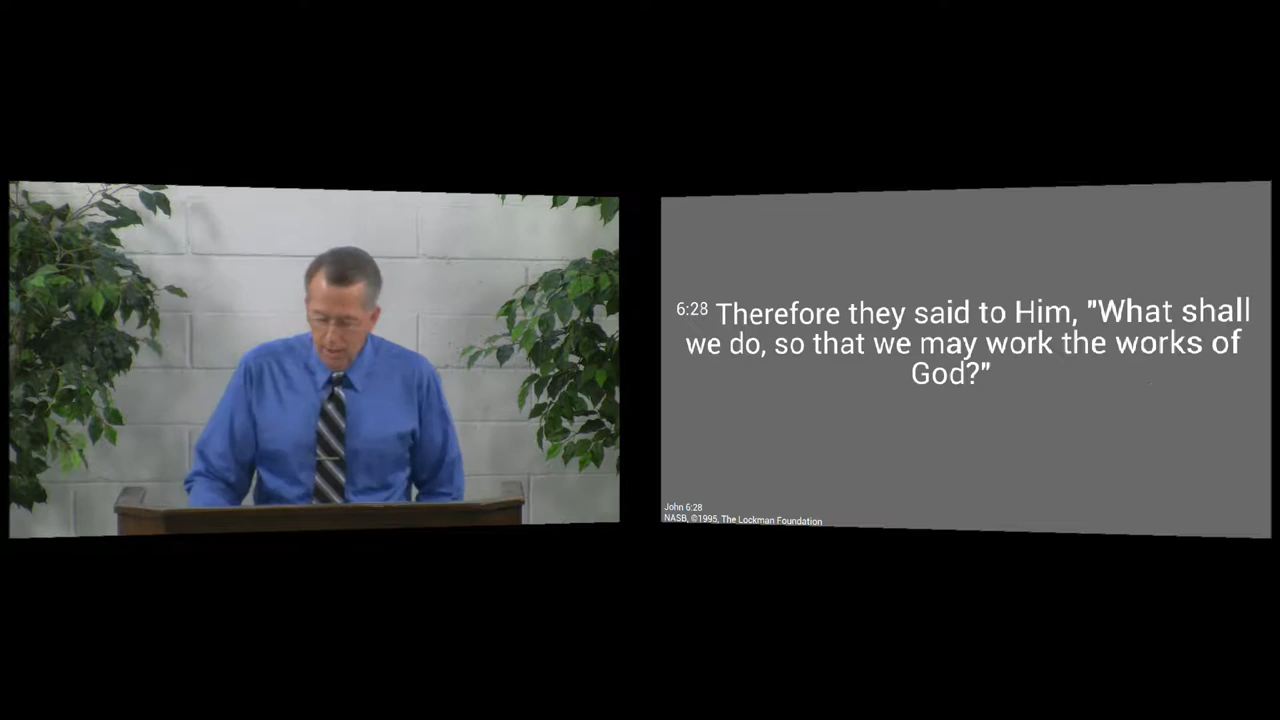 6:28 Therefore they said to Him, "What shall
we do, so that we may work the works of
God?"
John 6:28
NASB, ©1995, The Lockman Foundation